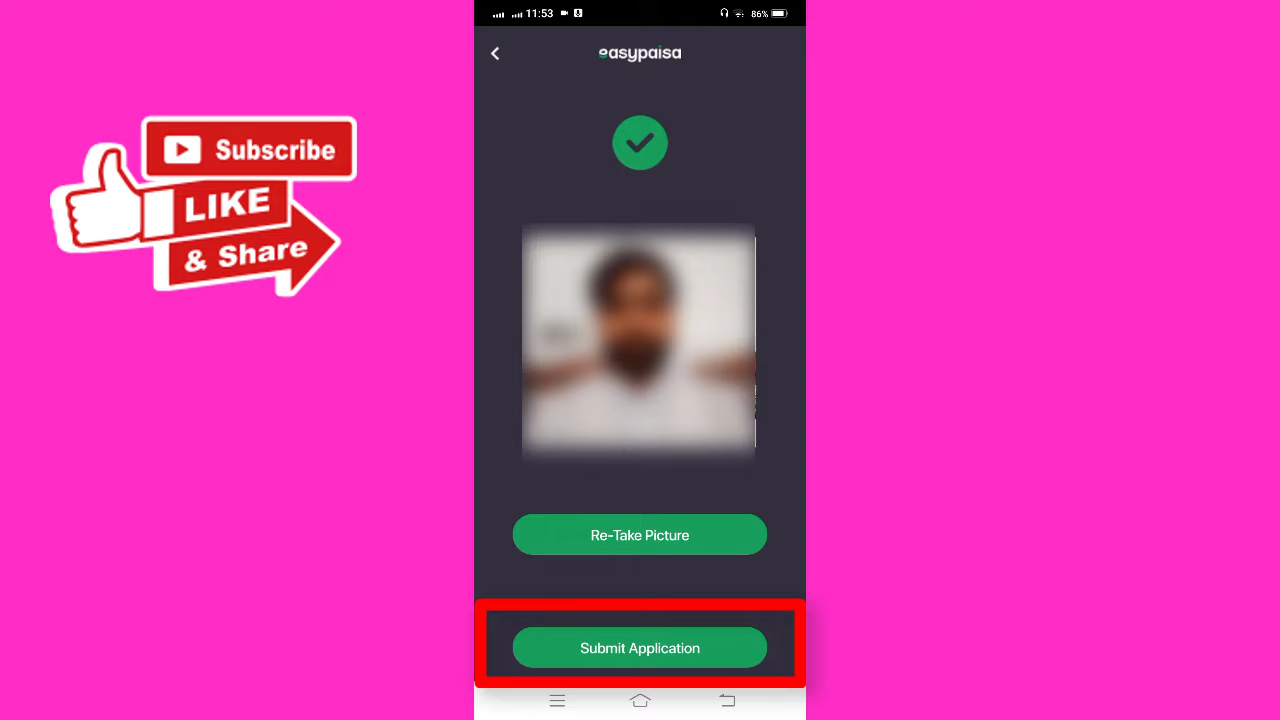 11:53
86%
easypaisa
Subscribe
LIKE
& Share
Re-Take Picture
Submit Application